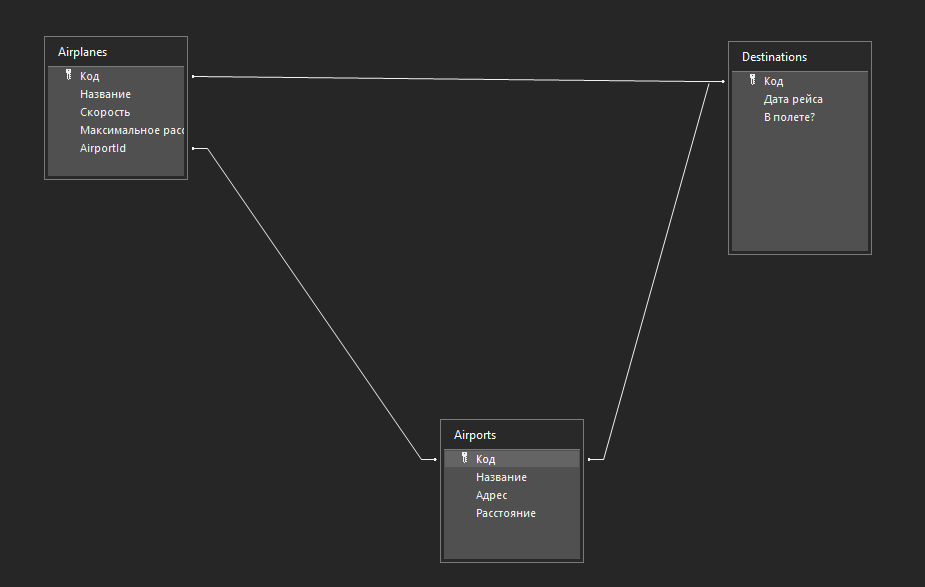 Airplanes
Код
Название
Скорость
Максимальное расс
AirportId
Destinations
Код
Дата рейса
В полете?
Airports
Код
Название
Адрес
Расстояние